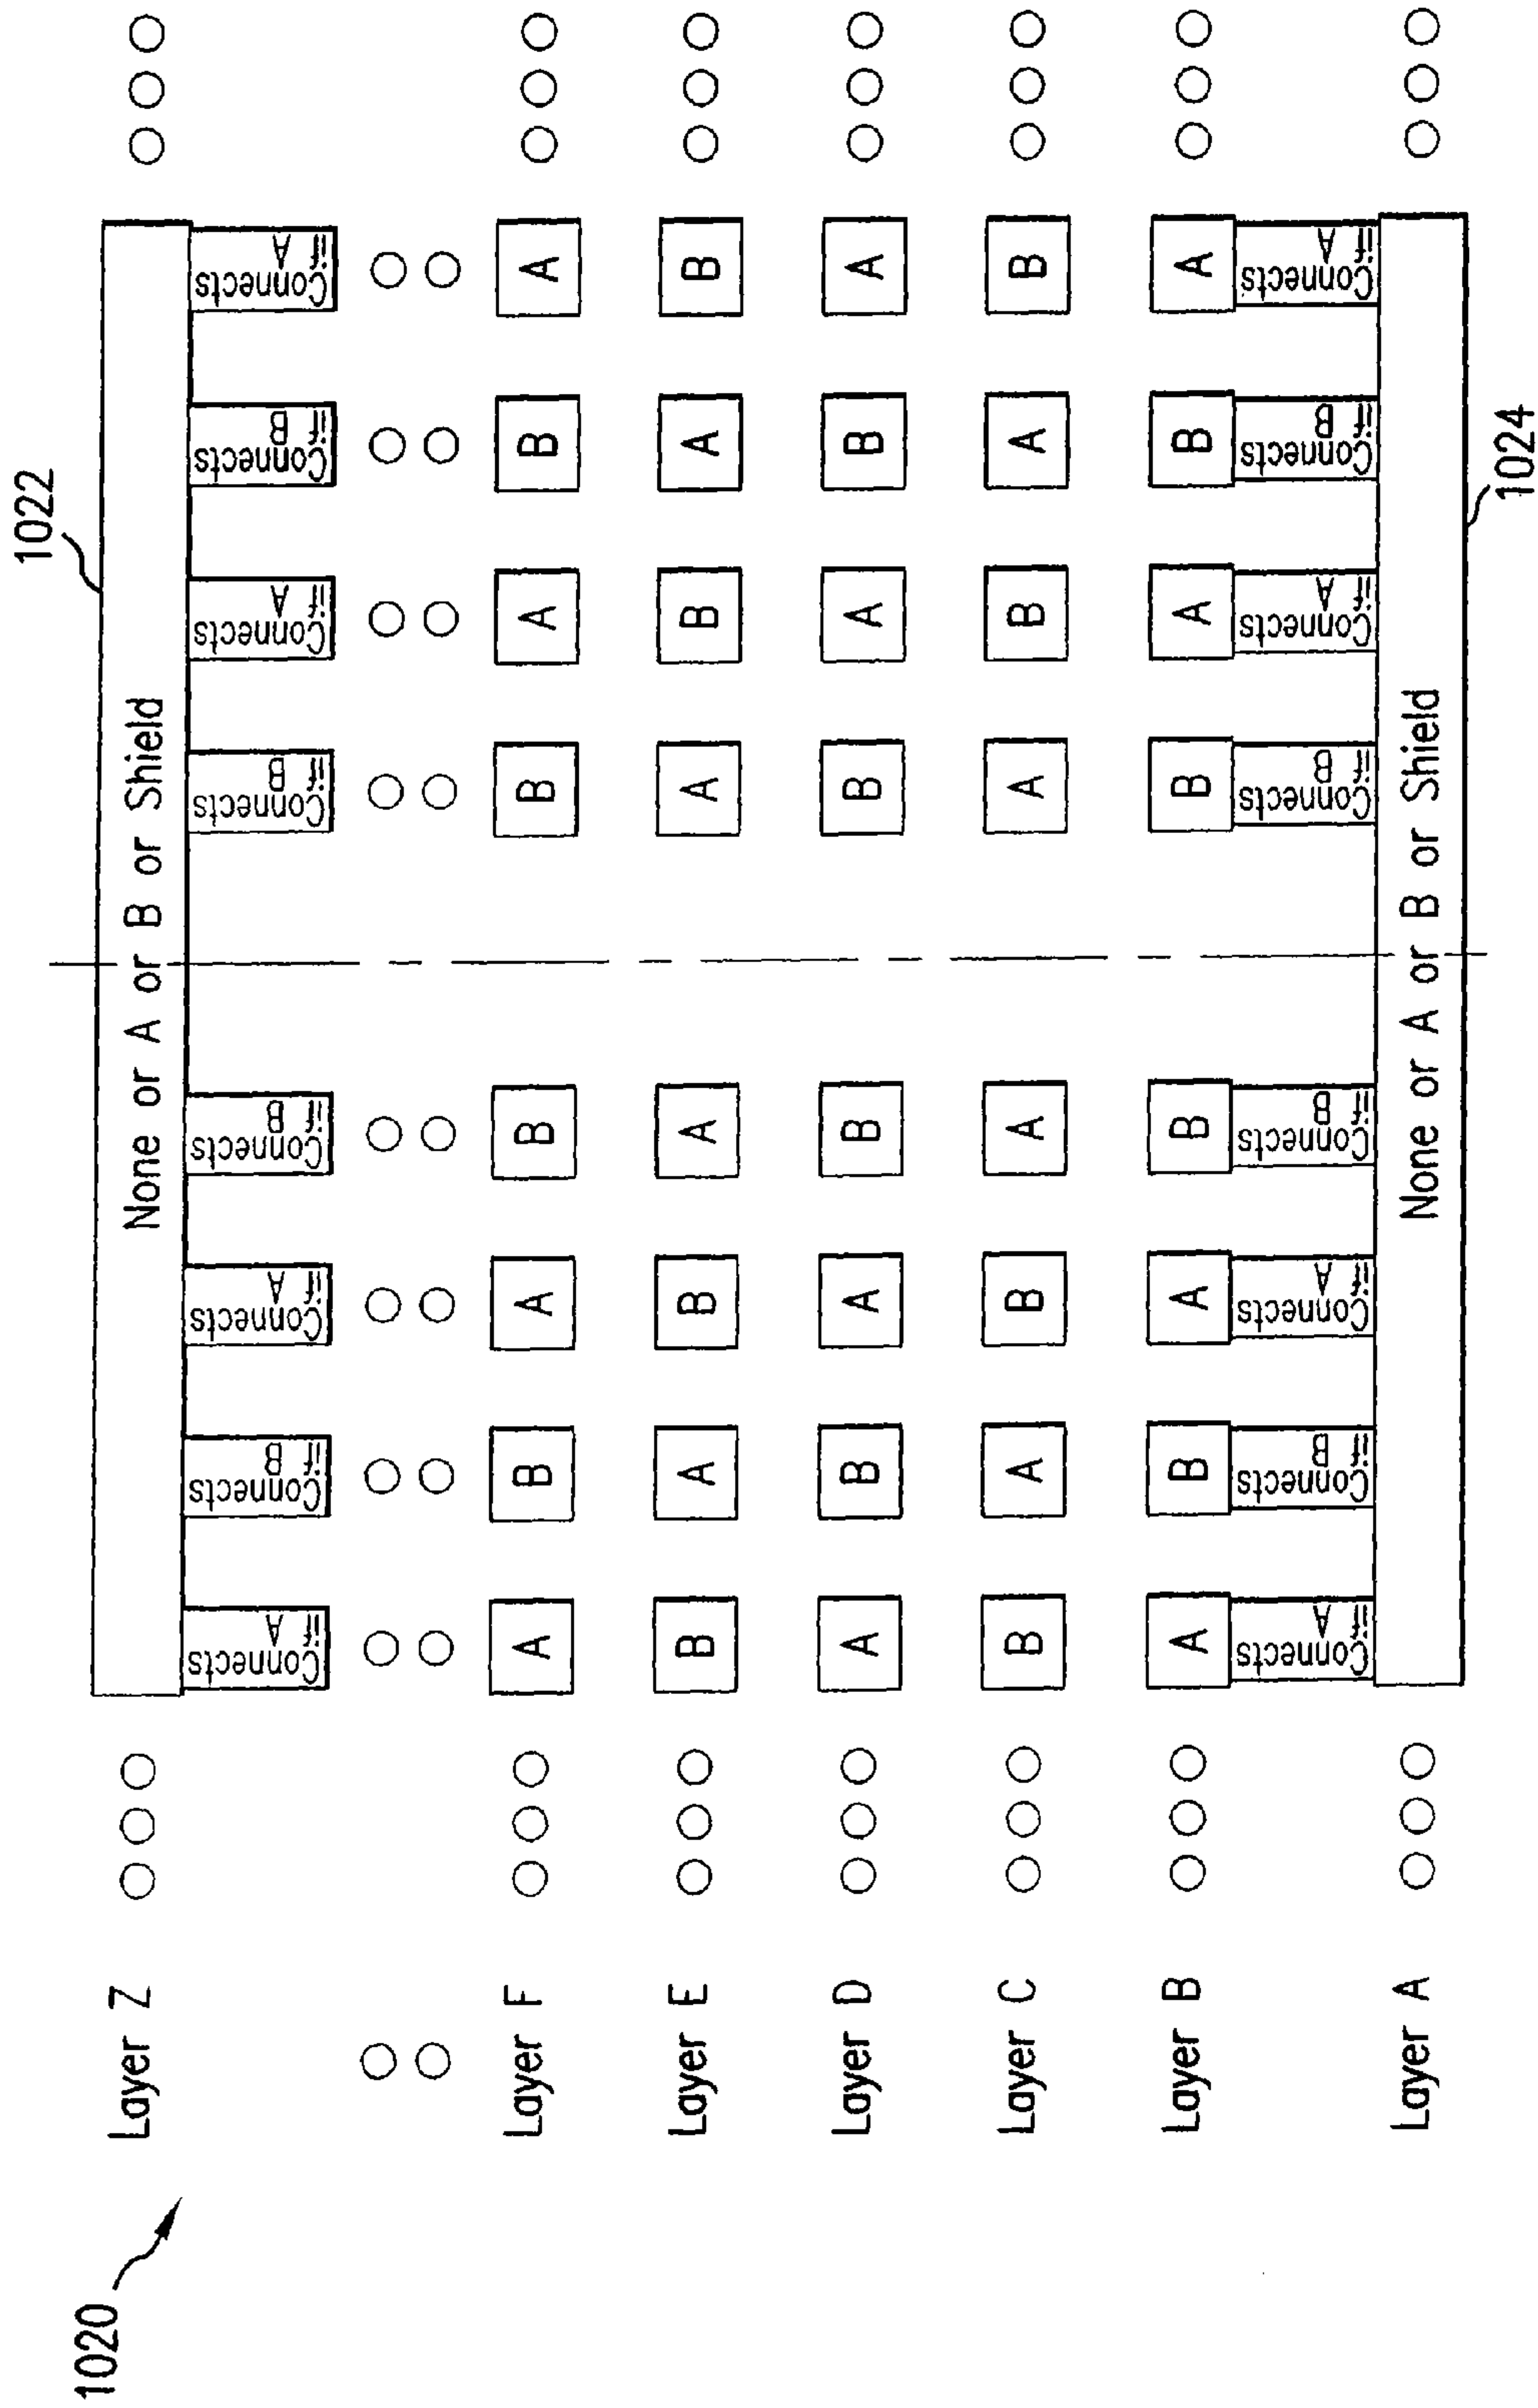 1020
1022
Layer Z
None or A or B or Shield
Connects
if A
Connects
if B
Connects
if A
Connects
if B
Connects
if B
Connects
if A
Connects
if B
Connects
if A
Layer F A B A B B A B A
Layer E B A B A A B A B
Layer D A B A B B A B A
Layer C B A B A A B A B
Layer B A B A B B A B A
Connects
if A
Connects
if B
Connects
if A
Connects
if B
Connects
if B
Connects
if A
Connects
if B
Connects
if A
Layer A
None or A or B or Shield
1024